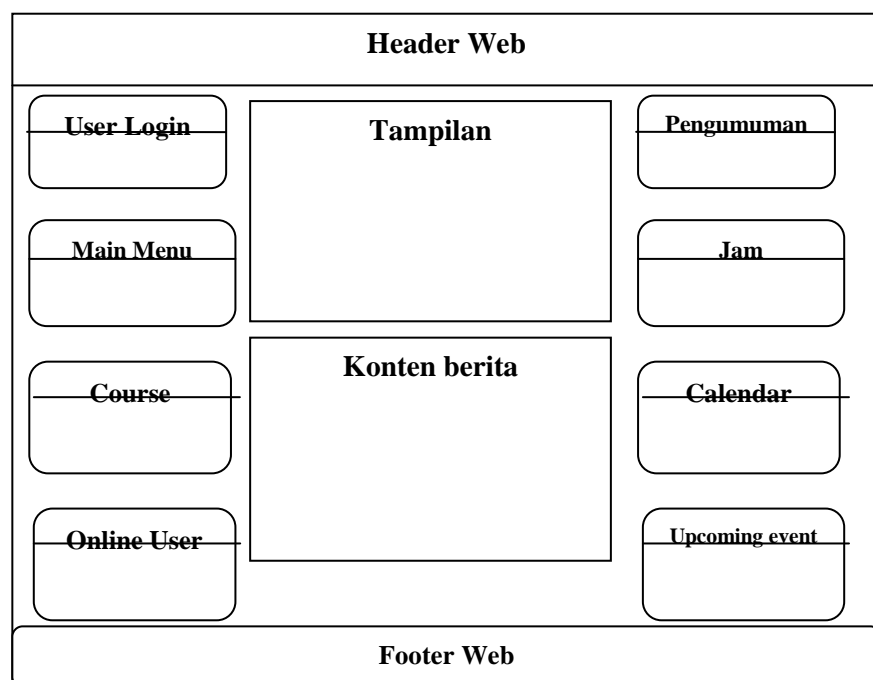 Header Web
User Login
Tampilan
Pengumuman
Main Menu
Jam
Konten berita
Course
Calendar
Online User
Upcoming event
Footer Web